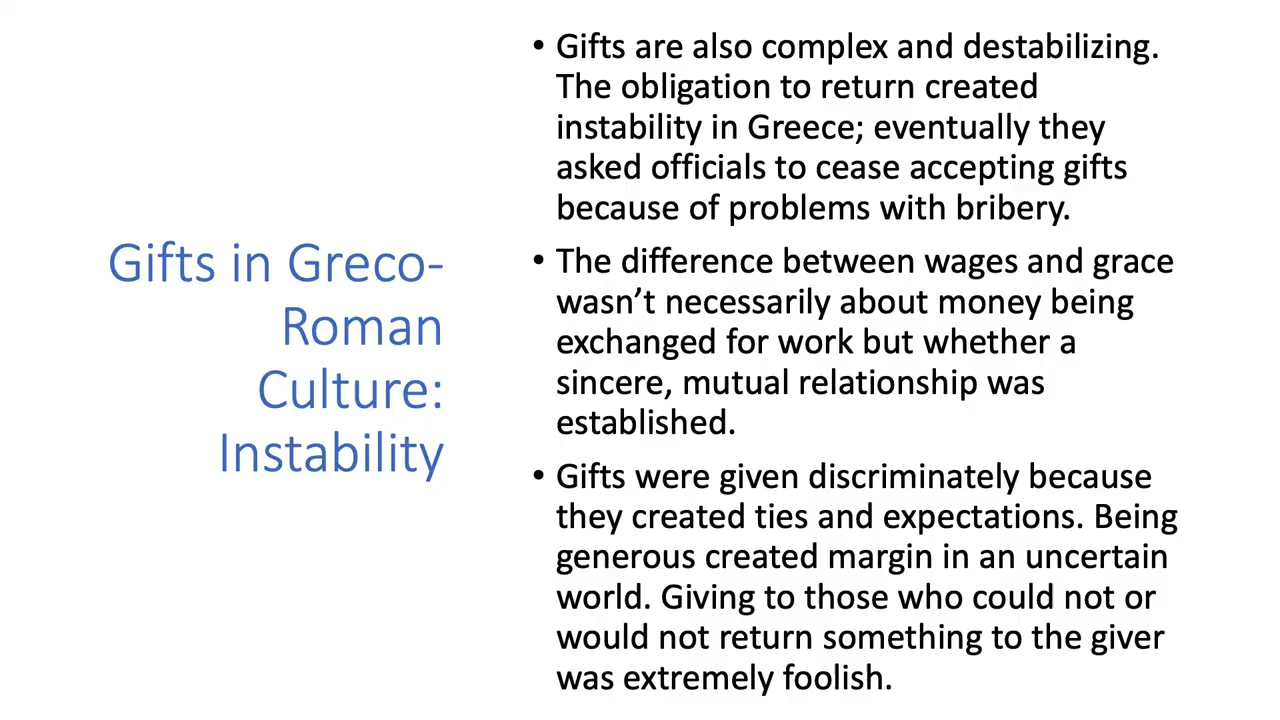 Gifts in Greco-
Roman
Culture:
Instability
• Gifts are also complex and destabilizing.
The obligation to return created
instability in Greece; eventually they
asked officials to cease accepting gifts
because of problems with bribery.
• The difference between wages and grace
wasn’t necessarily about money being
exchanged for work but whether a
sincere, mutual relationship was
established.
• Gifts were given discriminately because
they created ties and expectations. Being
generous created margin in an uncertain
world. Giving to those who could not or
would not return something to the giver
was extremely foolish.